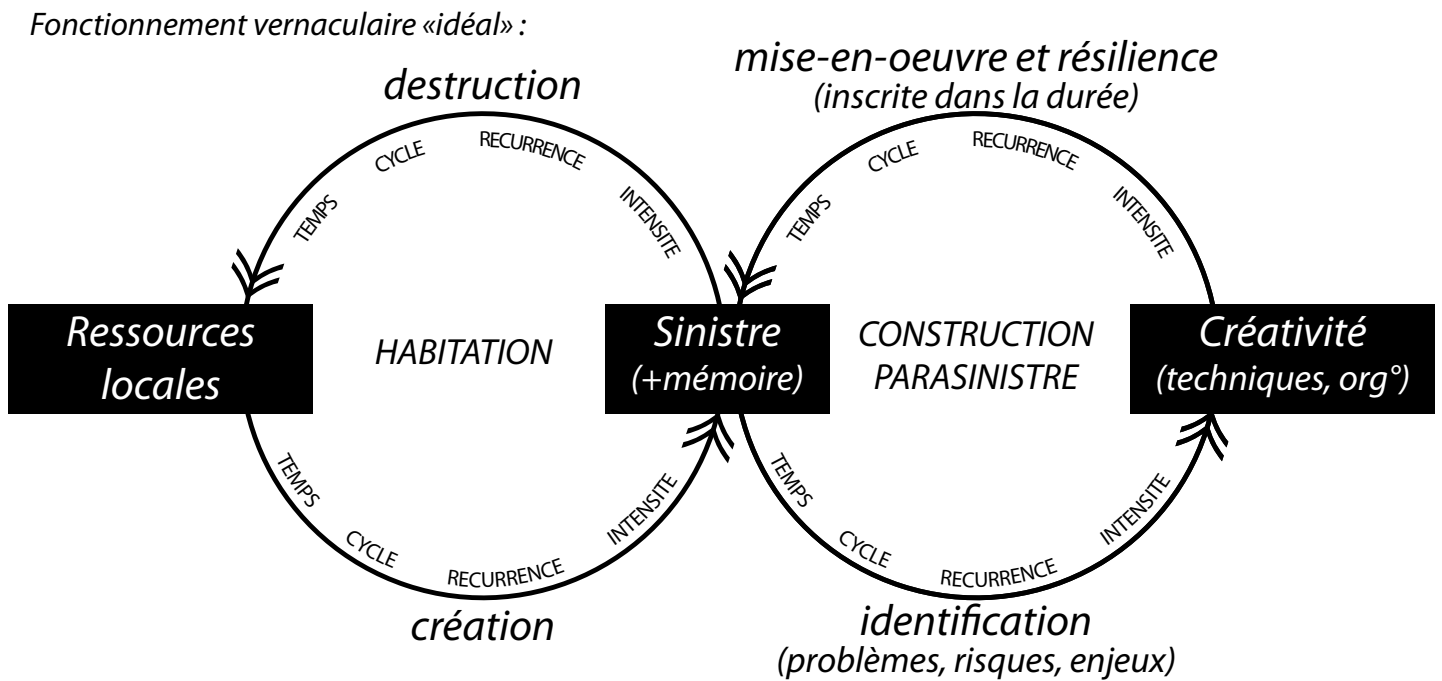 Fonctionnement vernaculaire «idéal» :
mise-en-oeuvre et résilience
(inscrite dans la durée)
destruction
TEMPS CYCLE RECURRENCE INTENSITE
TEMPS CYCLE RECURRENCE INTENSITE
Ressources
locales
HABITATION
Sinistre
(+mémoire)
CONSTRUCTION
PARASINISTRE
Créativité
(techniques, org°)
TEMPS CYCLE RECURRENCE INTENSITE
TEMPS CYCLE RECURRENCE INTENSITE
création
identification
(problèmes, risques, enjeux)